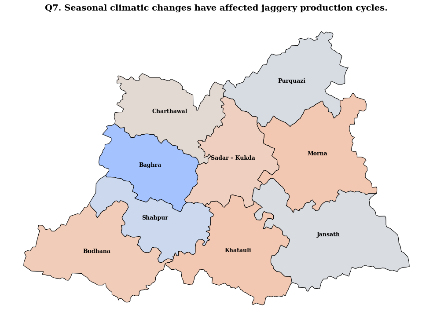 Q7. Seasonal climatic changes have affected jaggery production cycles.
Purquazi
Charthawal
Sadar - Kukda
Morna
Baghra
Shahpur
Jansath
Budhana
Khatauli